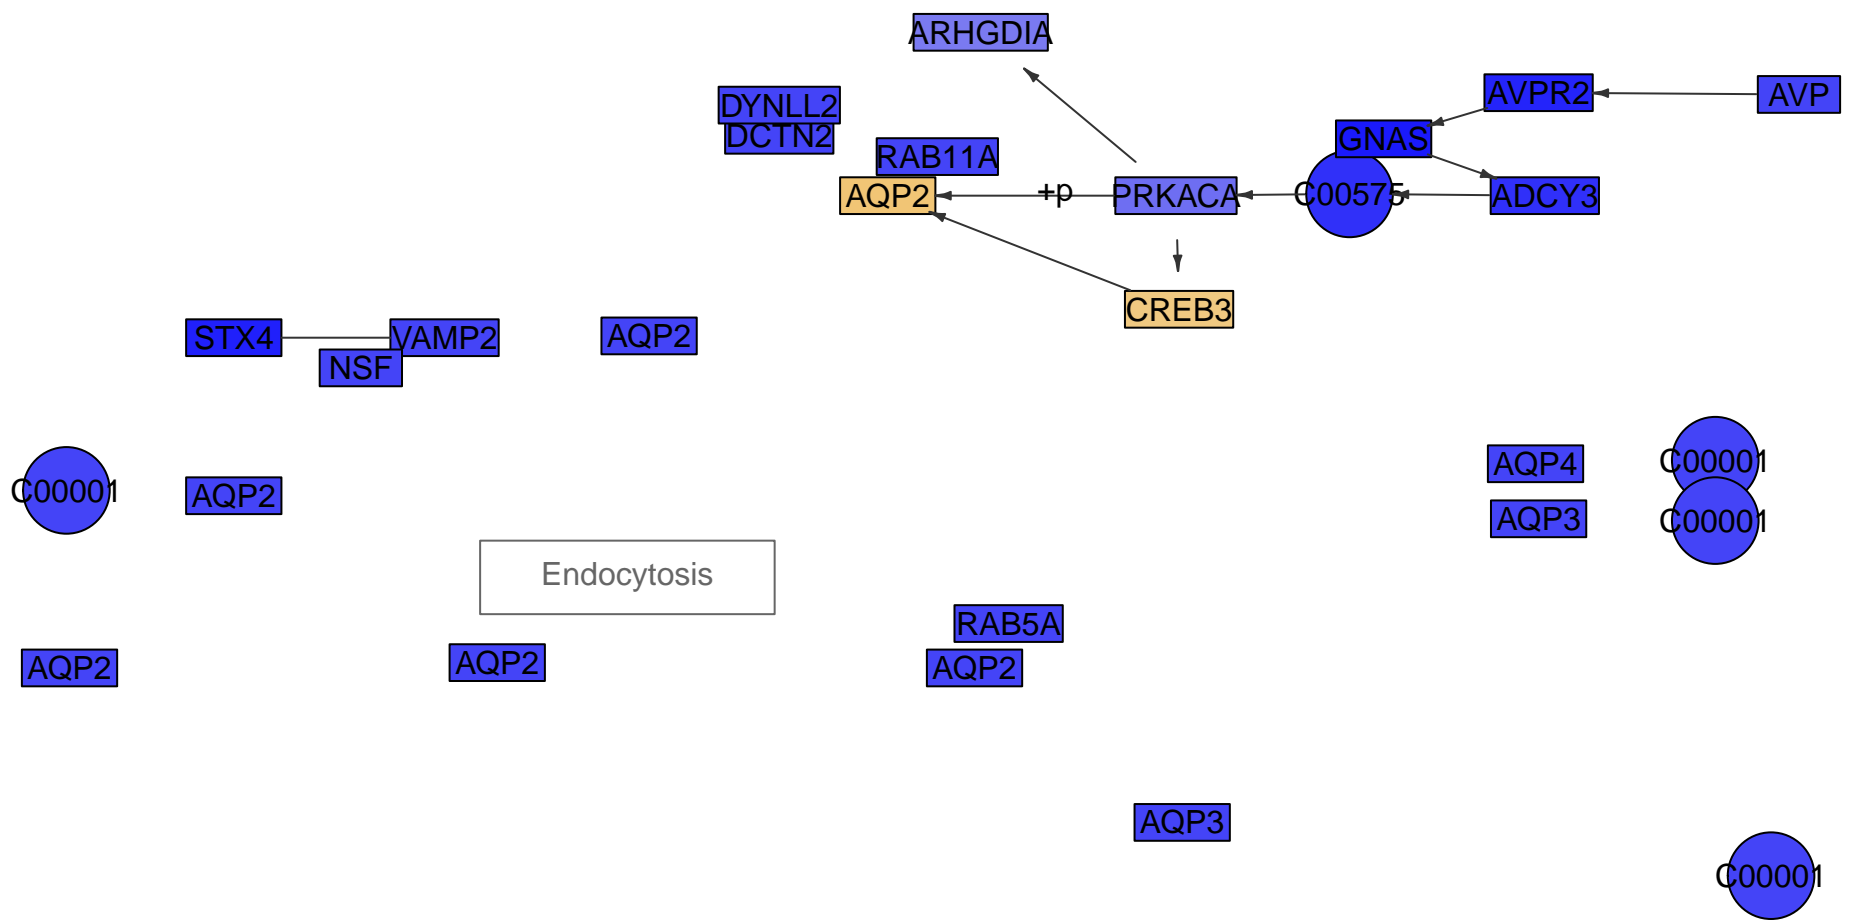 ARHGDIA
DYNLL2
AVPR2
AVP
DCTN2
GNAS
RAB11A
AQP2
+p
PRKACA
C00575
ADCY3
CREB3
STX4
VAMP2
AQP2
NSF
C00001
AQP2
AQP4
C00001
AQP3
C00001
Endocytosis
RAB5A
AQP2
AQP2
AQP2
AQP3
C00001